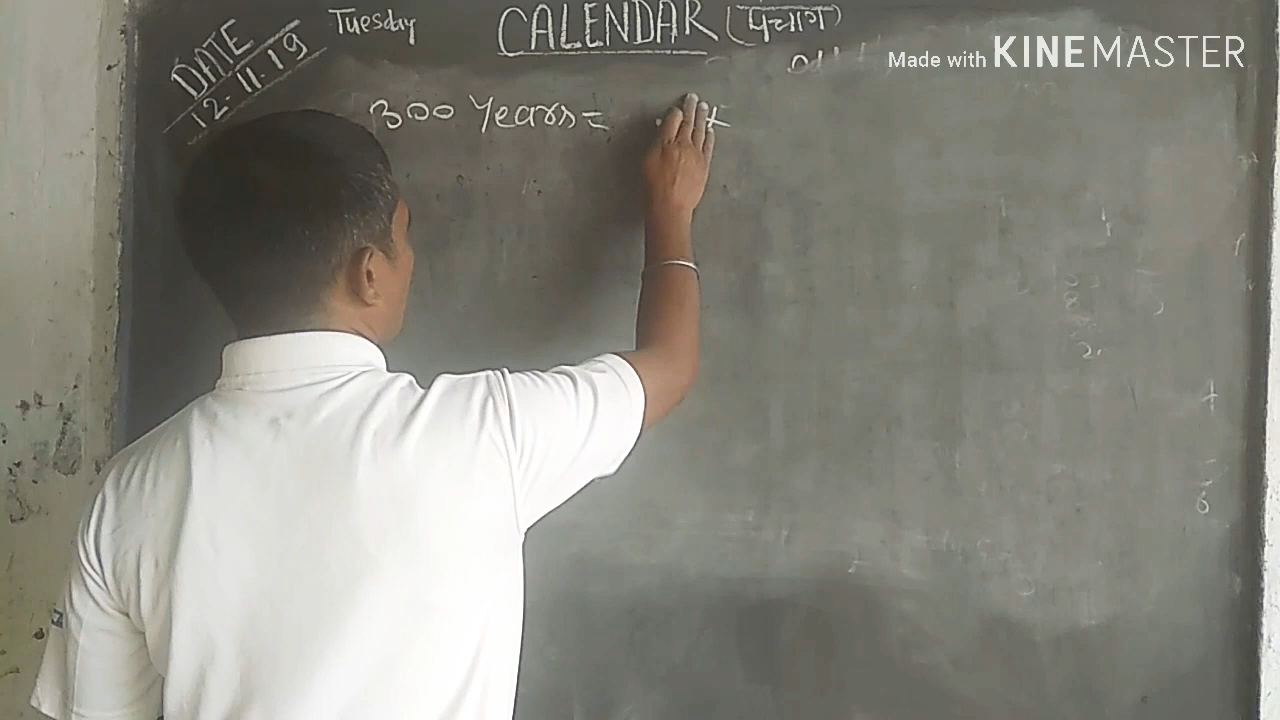 DATE
12.11.19
Tuesday
CALENDAR (पंचांग)
Made with KINEMASTER
300 Years =
+